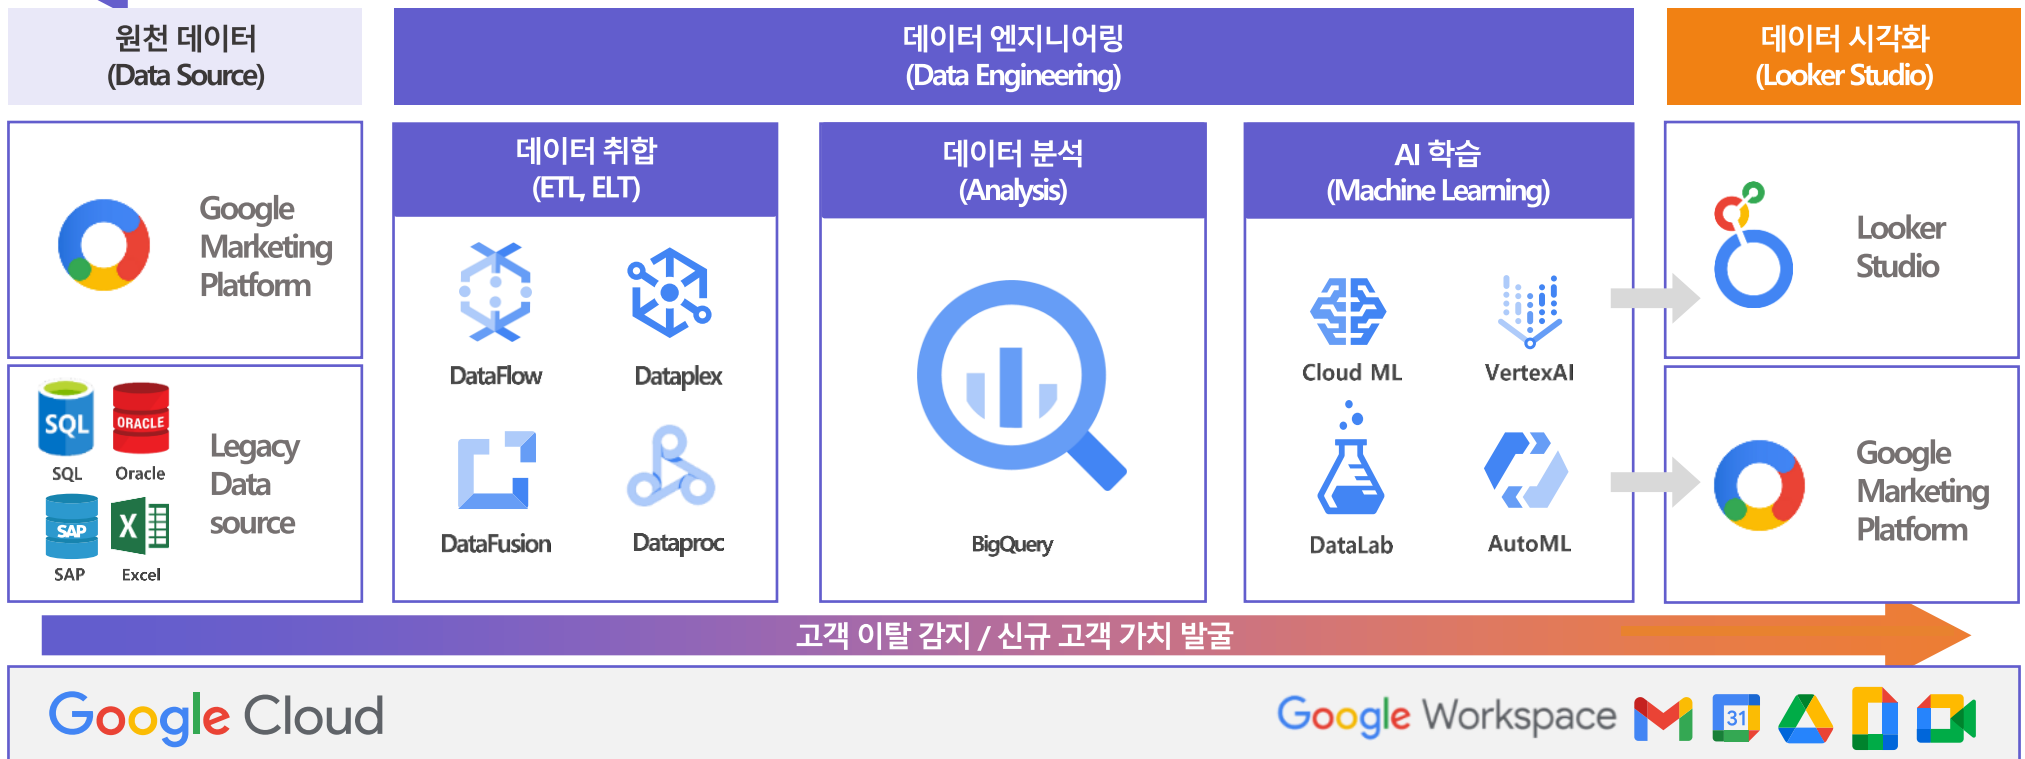 원천 데이터
(Data Source)
데이터 엔지니어링
(Data Engineering)
데이터 시각화
(Looker Studio)
Google
Marketing
Platform
SQL
ORACLE
SQL
Oracle
SAP
X
SAP
Excel
Legacy
Data
source
데이터 취합
(ETL, ELT)
DataFlow
Dataplex
DataFusion
Dataproc
데이터 분석
(Analysis)
BigQuery
AI 학습
(Machine Learning)
Cloud ML
VertexAI
DataLab
AutoML
Looker
Studio
Google
Marketing
Platform
고객 이탈 감지 / 신규 고객 가치 발굴
Google Cloud
Google Workspace
31